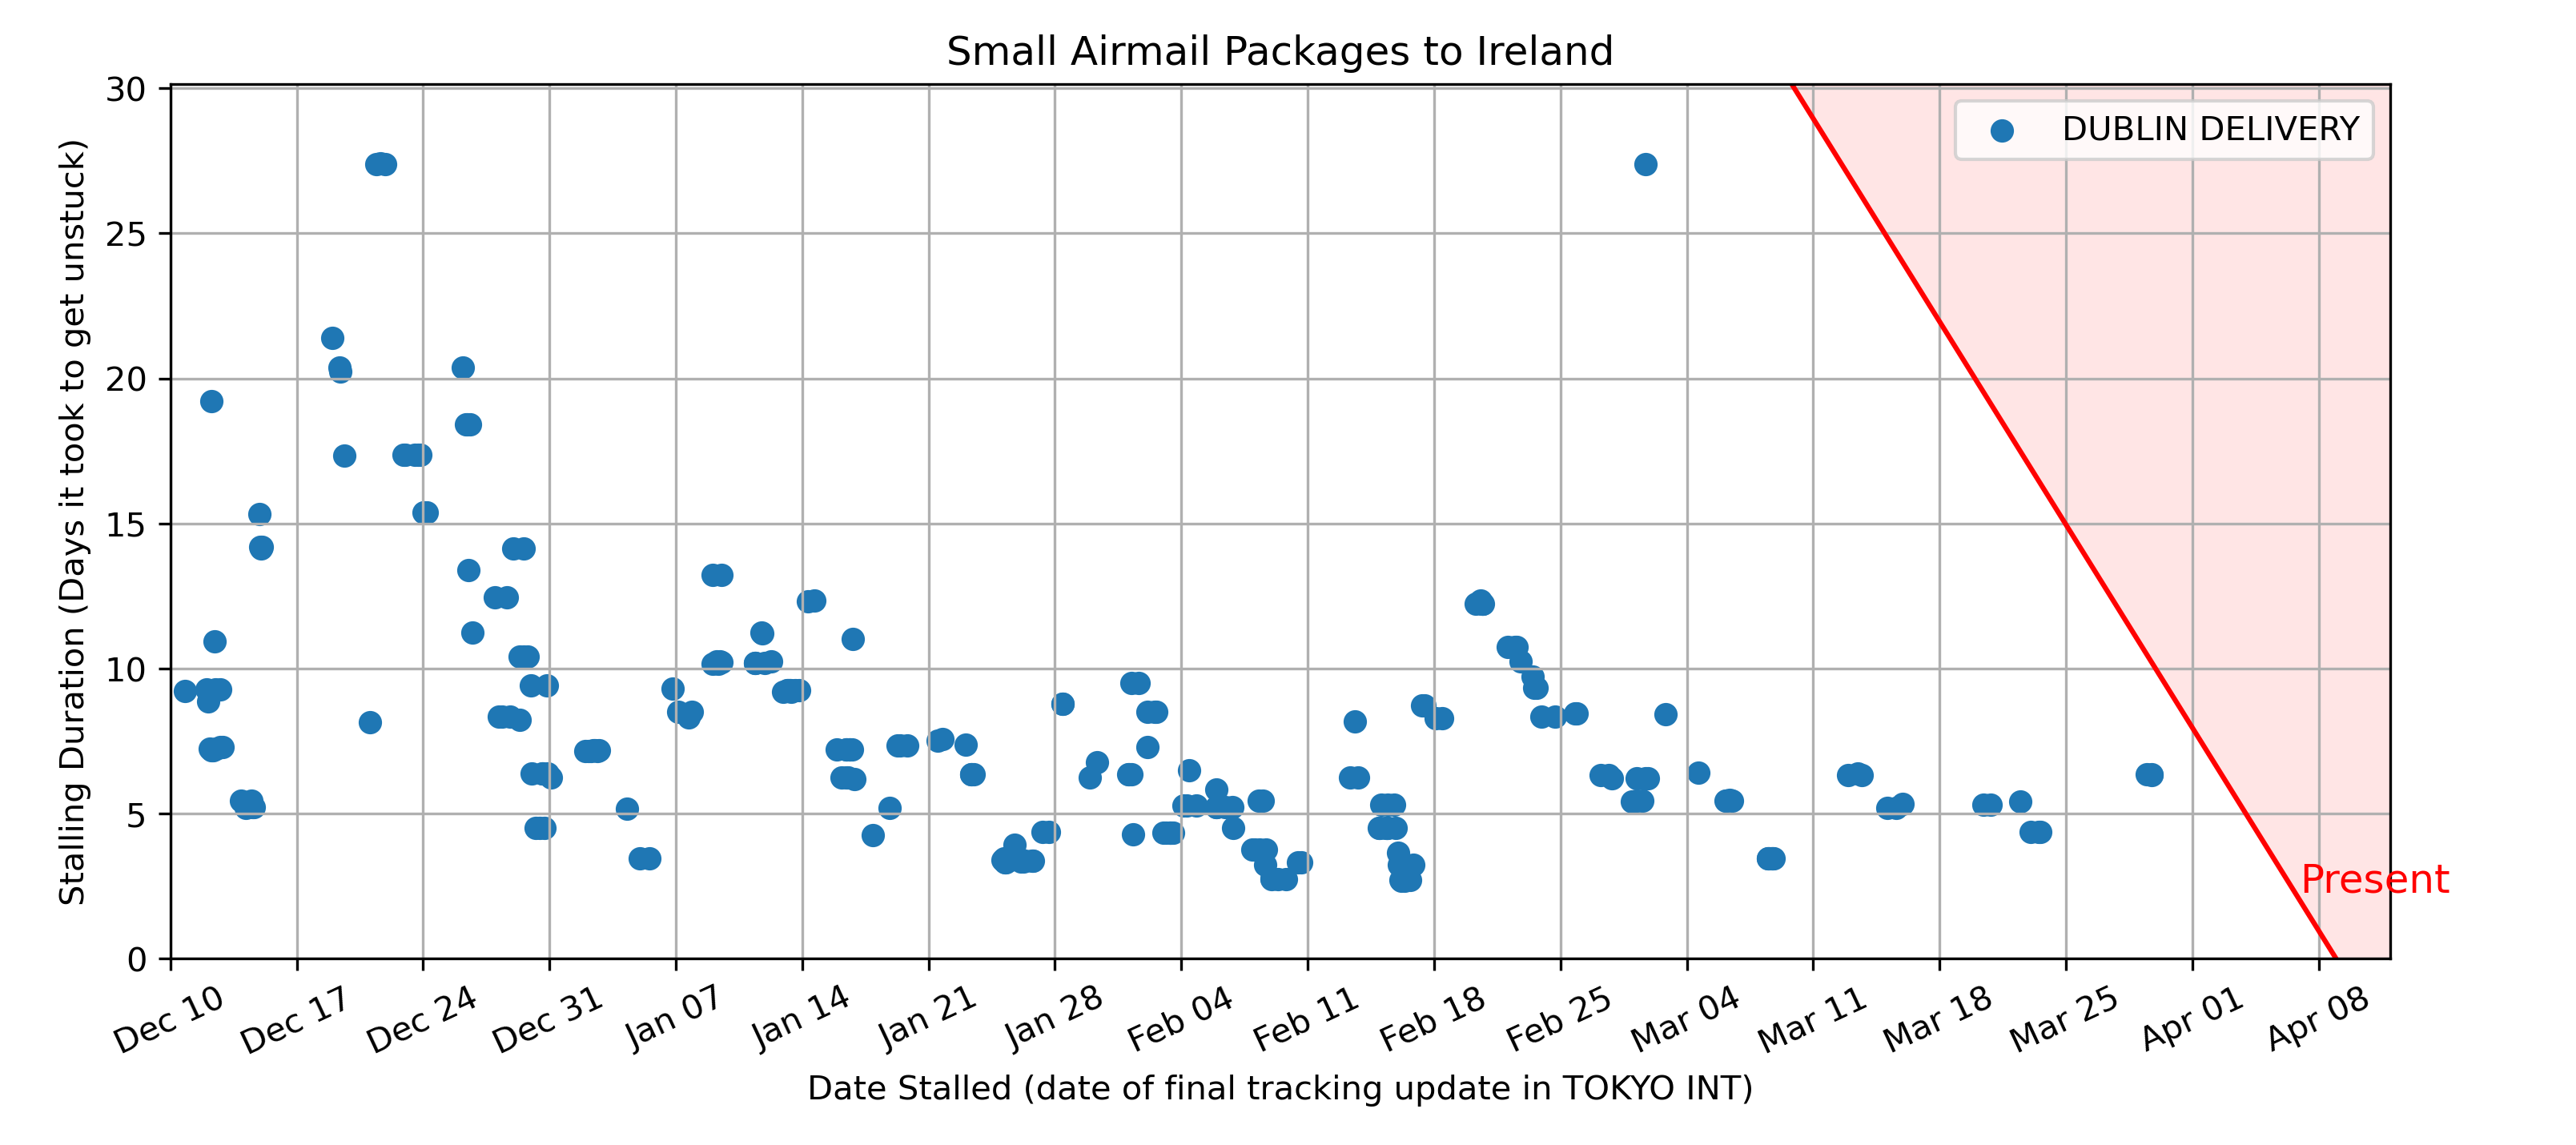 Small Airmail Packages to Ireland
Stalling Duration (Days it took to get unstuck)
30
25
20
15
10
5
0
DUBLIN DELIVERY
Present
Dec 10
Dec 17
Dec 24
Dec 31
Jan 07
Jan 14
Jan 21
Jan 28
Feb 04
Feb 11
Feb 18
Feb 25
Mar 04
Mar 11
Mar 18
Mar 25
Apr 01
Apr 08
Date Stalled (date of final tracking update in TOKYO INT)